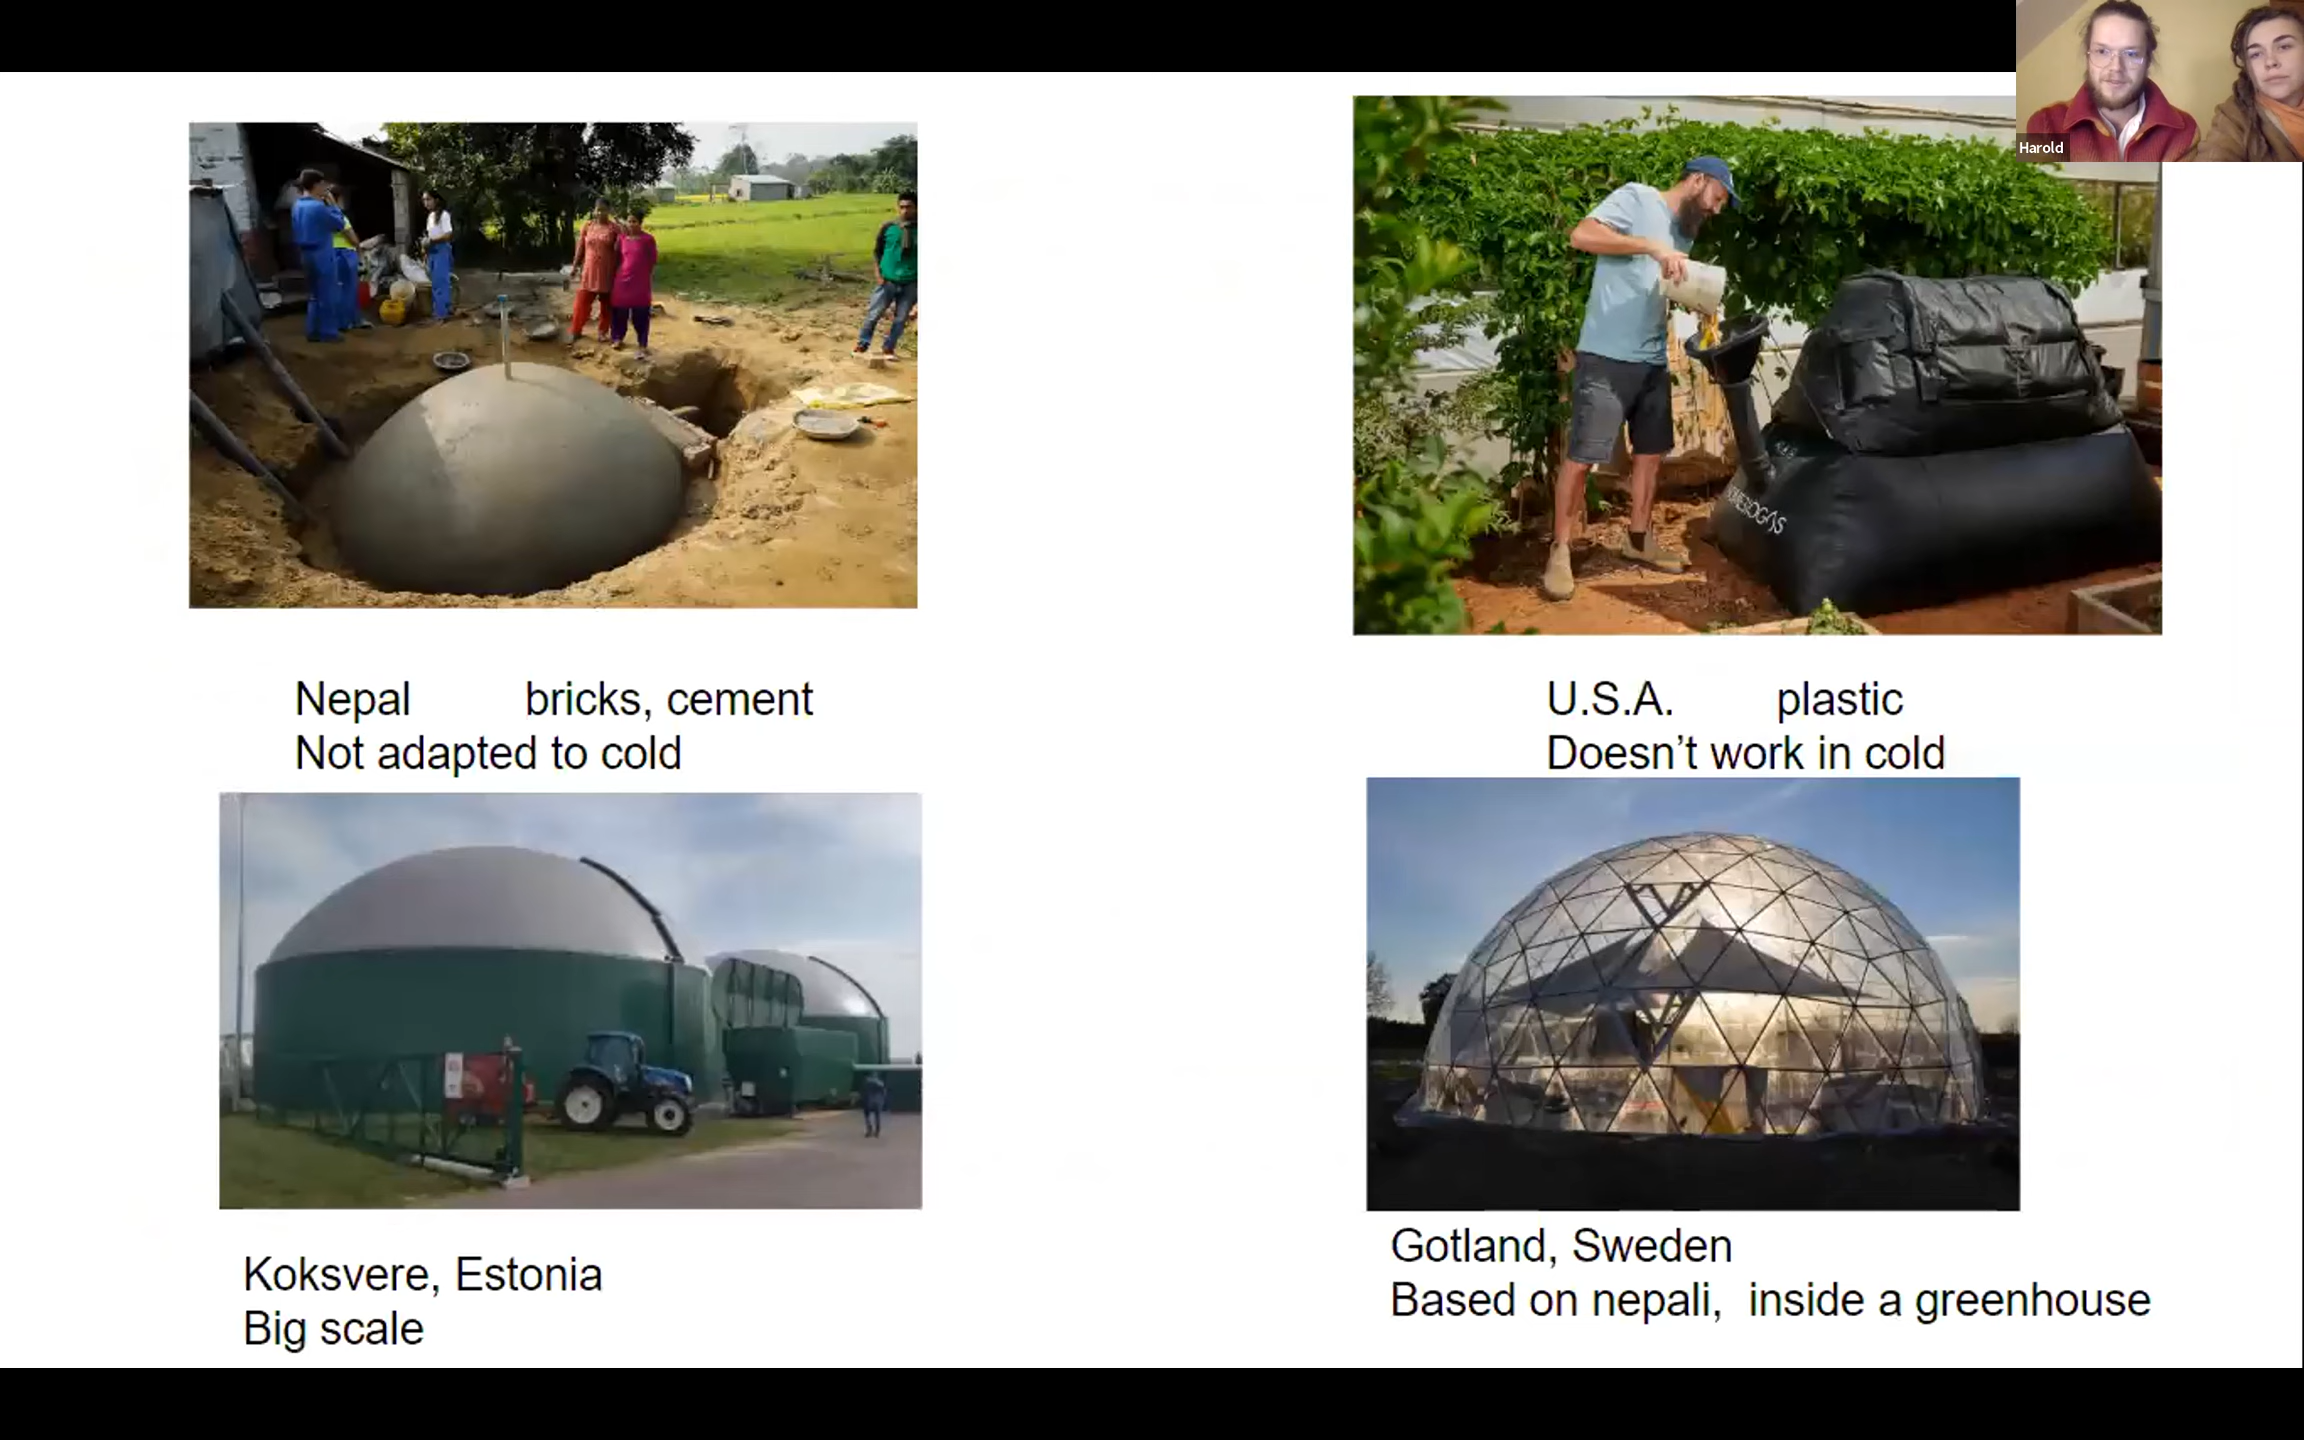 Harold
Nepal bricks, cement
Not adapted to cold
U.S.A. plastic
Doesn't work in cold
Koksvere, Estonia
Big scale
Gotland, Sweden
Based on nepali, inside a greenhouse